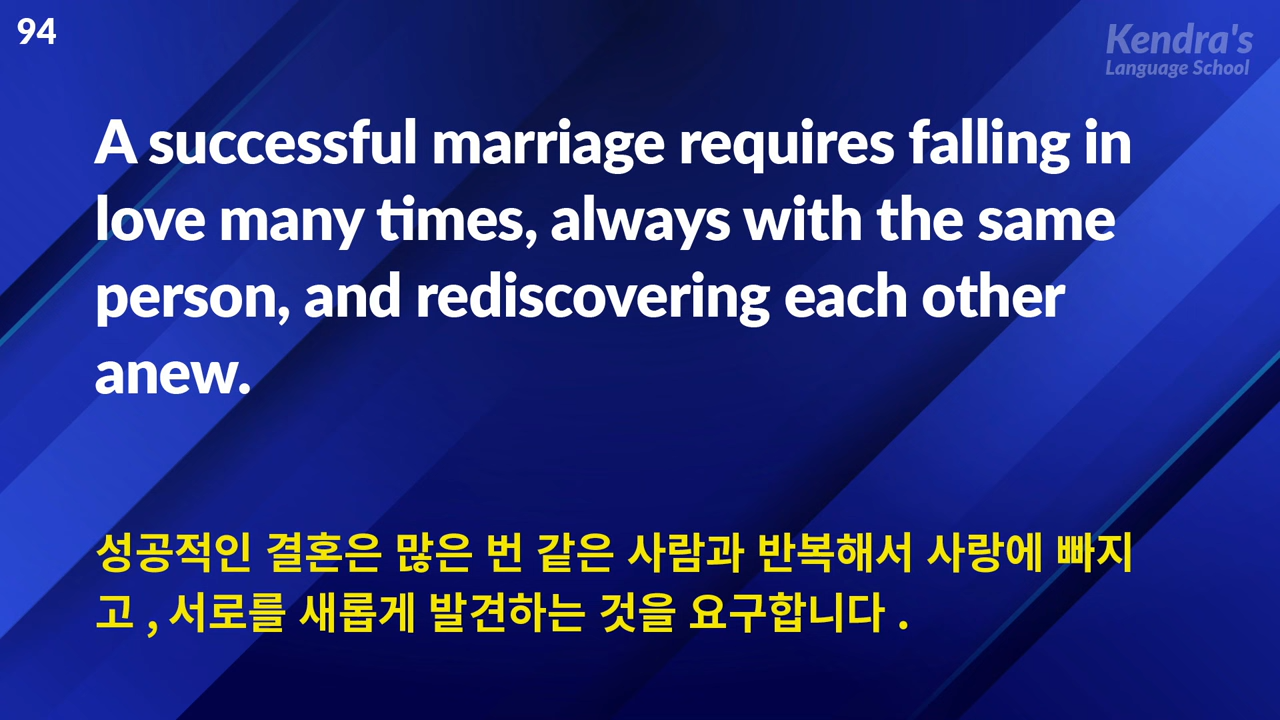 94
Kendra's
Language School
A successful marriage requires falling in
love many times, always with the same
person, and rediscovering each other
anew.
성공적인 결혼은 많은 번 같은 사람과 반복해서 사랑에 빠지
고 , 서로를 새롭게 발견하는 것을 요구합니다 .